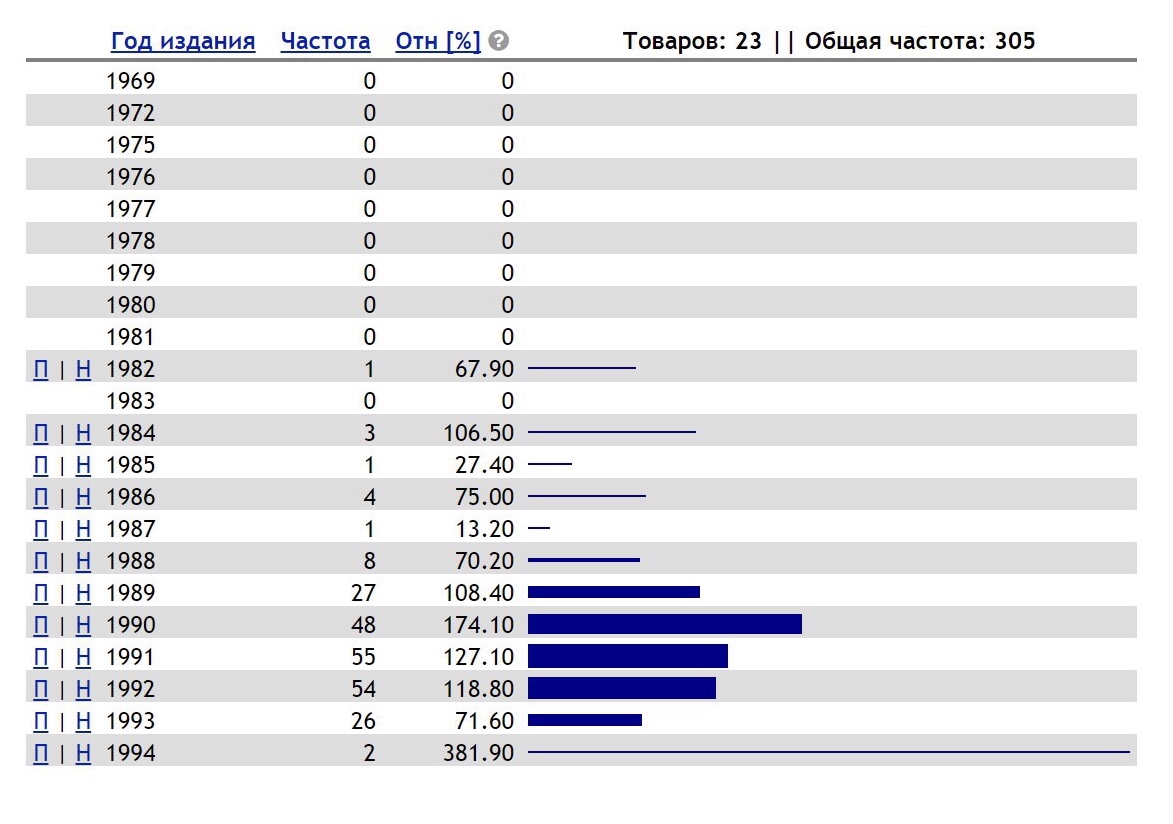 Год издания Частота Отн [%] ? Товаров: 23 || Общая частота: 305
1969 0 0
1972 0 0
1975 0 0
1976 0 0
1977 0 0
1978 0 0
1979 0 0
1980 0 0
1981 0 0
П | Н 1982 1 67.90
1983 0 0
П | Н 1984 3 106.50
П | Н 1985 1 27.40
П | Н 1986 4 75.00
П | Н 1987 1 13.20
П | Н 1988 8 70.20
П | Н 1989 27 108.40
П | Н 1990 48 174.10
П | Н 1991 55 127.10
П | Н 1992 54 118.80
П | Н 1993 26 71.60
П | Н 1994 2 381.90